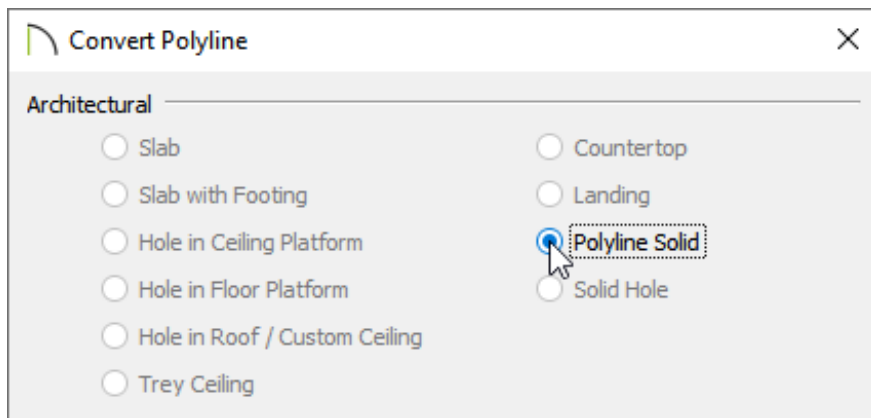 Convert Polyline
Architectural
Slab
Slab with Footing
Hole in Ceiling Platform
Hole in Floor Platform
Hole in Roof / Custom Ceiling
Trey Ceiling
Countertop
Landing
Polyline Solid
Solid Hole